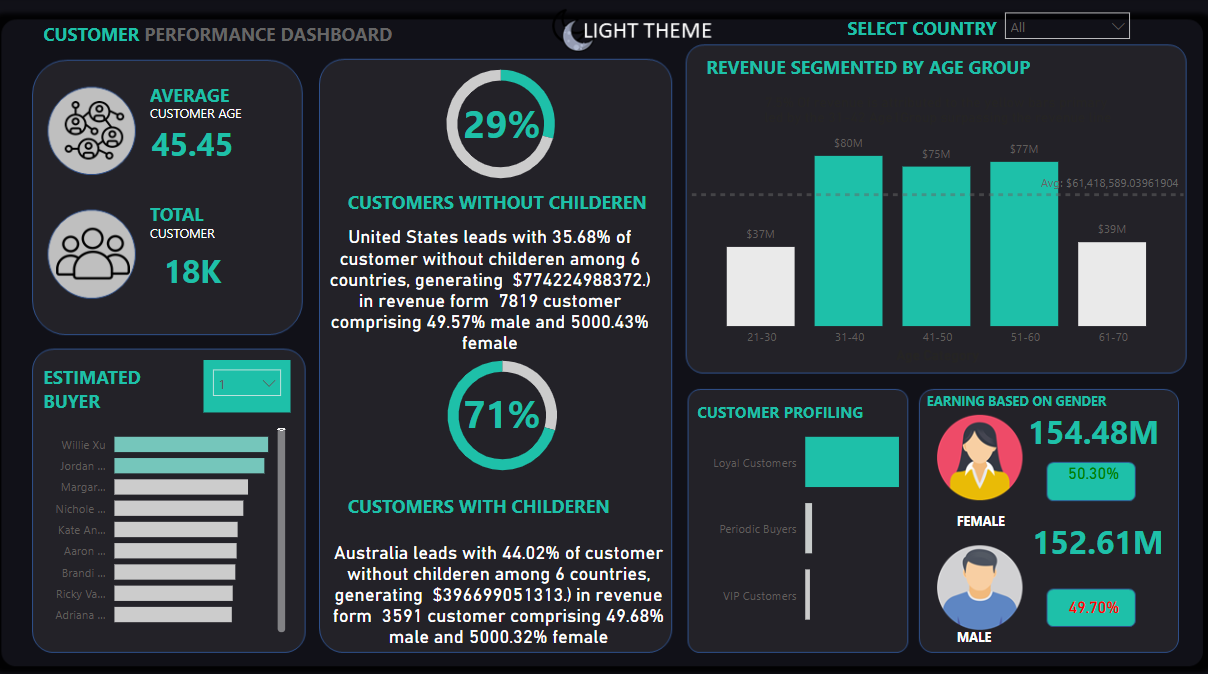 CUSTOMER PERFORMANCE DASHBOARD
LIGHT THEME
SELECT COUNTRY
All
AVERAGE
CUSTOMER AGE
45.45
TOTAL
CUSTOMER
18K
ESTIMATED
BUYER
1
Willie Xu
Jordan ...
Margar...
Nichole ...
Kate An...
Aaron ...
Brandi ...
Ricky Va...
Adriana ...
29%
CUSTOMERS WITHOUT CHILDEREN
United States leads with 35.68% of
customer without childeren among 6
countries, generating $774224988372.)
in revenue form 7819 customer
comprising 49.57% male and 5000.43%
female
71%
CUSTOMERS WITH CHILDEREN
Australia leads with 44.02% of customer
without childeren among 6 countries,
generating $396699051313.) in revenue
form 3591 customer comprising 49.68%
male and 5000.32% female
REVENUE SEGMENTED BY AGE GROUP
$37M
$80M
$75M
$77M
$39M
Avg: $61,418,589.03961904
21-30
31-40
41-50
51-60
61-70
CUSTOMER PROFILING
Loyal Customers
Periodic Buyers
VIP Customers
EARNING BASED ON GENDER
154.48M
50.30%
FEMALE
152.61M
49.70%
MALE